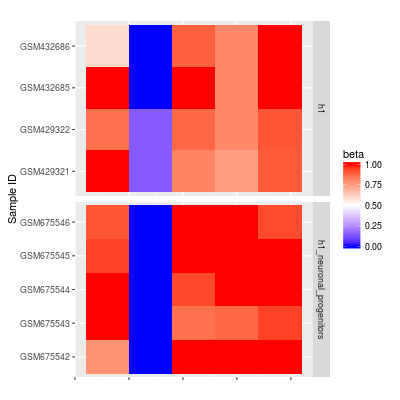 GSM432686
GSM432685
GSM429322
GSM429321
h1
GSM675546
GSM675545
GSM675544
GSM675543
GSM675542
h1_neuronal_progenitors
Sample ID
beta
1.00
0.75
0.50
0.25
0.00